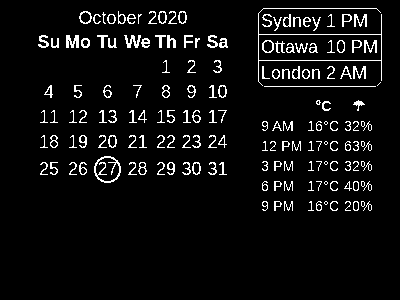 October 2020
Su Mo Tu We Th Fr Sa
1 2 3
4 5 6 7 8 9 10
11 12 13 14 15 16 17
18 19 20 21 22 23 24
25 26 27 28 29 30 31
Sydney 1 PM
Ottawa 10 PM
London 2 AM
°C ☂
9 AM 16°C 32%
12 PM 17°C 63%
3 PM 17°C 32%
6 PM 17°C 40%
9 PM 16°C 20%